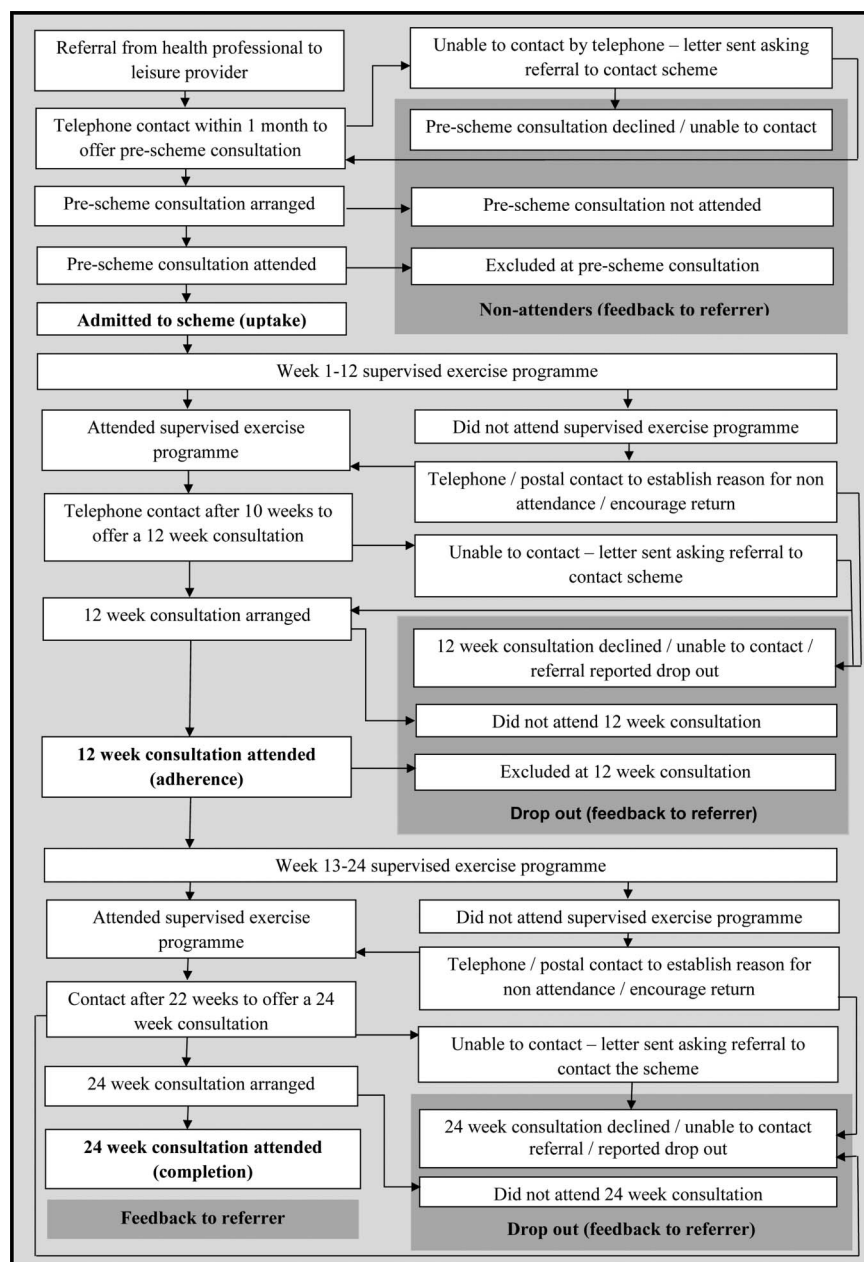 Referral from health professional to
leisure provider
Unable to contact by telephone – letter sent asking
referral to contact scheme
Telephone contact within 1 month to
offer pre-scheme consultation
Pre-scheme consultation declined / unable to contact
Pre-scheme consultation arranged
Pre-scheme consultation not attended
Pre-scheme consultation attended
Excluded at pre-scheme consultation
Non-attenders (feedback to referrer)
Admitted to scheme (uptake)
Week 1-12 supervised exercise programme
Attended supervised exercise
programme
Did not attend supervised exercise programme
Telephone / postal contact to establish reason for non
attendance / encourage return
Telephone contact after 10 weeks to
offer a 12 week consultation
Unable to contact – letter sent asking referral to
contact scheme
12 week consultation arranged
12 week consultation declined / unable to contact /
referral reported drop out
Did not attend 12 week consultation
12 week consultation attended
(adherence)
Excluded at 12 week consultation
Drop out (feedback to referrer)
Week 13-24 supervised exercise programme
Attended supervised exercise
programme
Did not attend supervised exercise programme
Telephone / postal contact to establish reason for
non attendance / encourage return
Contact after 22 weeks to offer a 24
week consultation
Unable to contact – letter sent asking referral to
contact the scheme
24 week consultation arranged
24 week consultation declined / unable to contact
referral / reported drop out
24 week consultation attended
(completion)
Did not attend 24 week consultation
Feedback to referrer
Drop out (feedback to referrer)